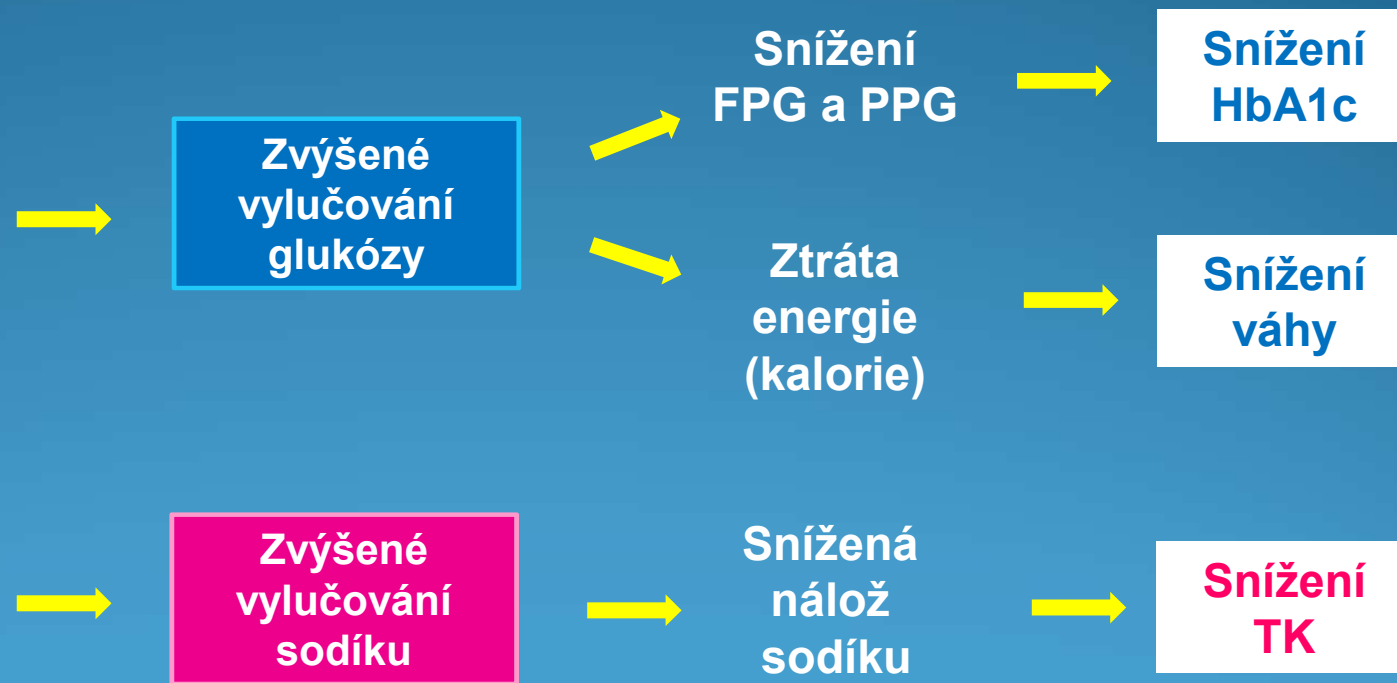 Zvýšené
vylučování
glukózy
Snížení
FPG a PPG
Snížení
HbA1c
Ztráta
energie
(kalorie)
Snížení
váhy
Zvýšené
vylučování
sodíku
Snížená
nálož
sodíku
Snížení
TK